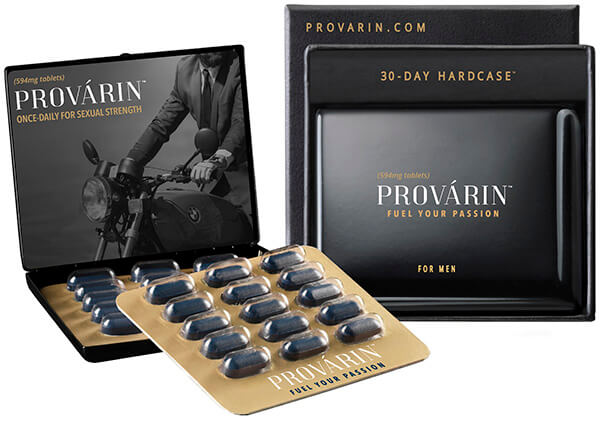 (594mg tablets)
PROVÁRIN™
ONCE-DAILY FOR SEXUAL STRENGTH
PROVÁRIN™
FUEL YOUR PASSION
PROVARIN.COM
30-DAY HARDCASE™
(594mg tablets)
PROVÁRIN™
FUEL YOUR PASSION
FOR MEN